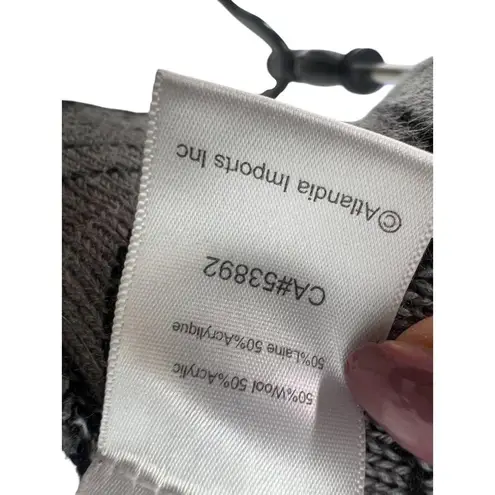 50%Wool 50%Acrylic
50%Laine 50%Acrylique
CA#53892
©Atlandia Imports Inc